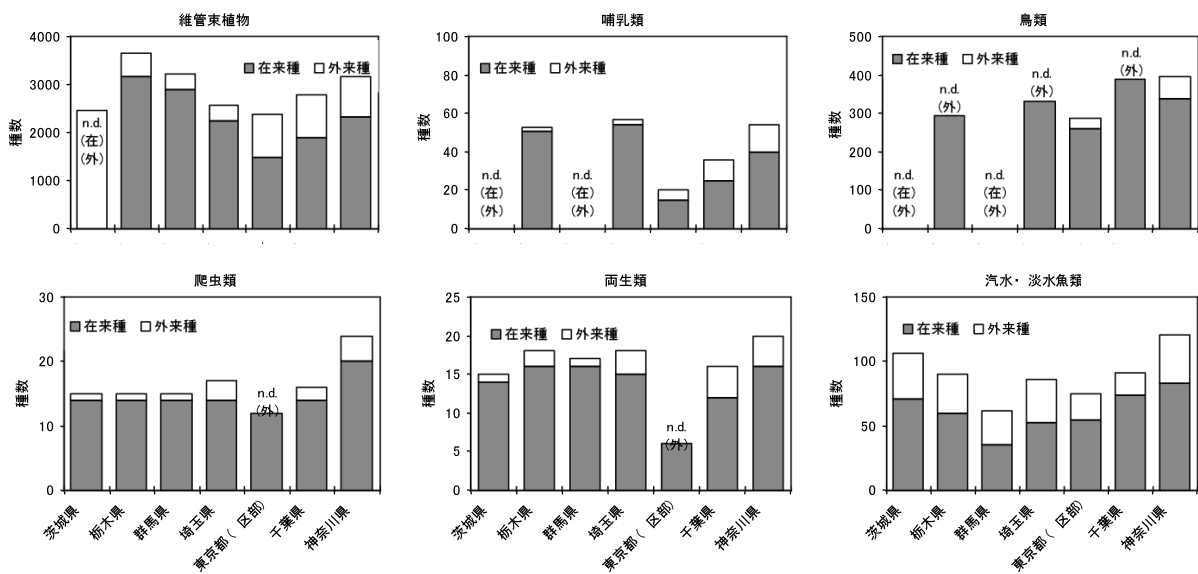 維管束植物
4000
3000
2000
1000
0
種数
在来種 外来種
n.d.
(在)
(外)
哺乳類
100
80
60
40
20
0
種数
在来種 外来種
n.d.
(在)
(外)
n.d.
(在)
(外)
鳥類
500
400
300
200
100
0
種数
在来種 外来種
n.d.
(在)
(外)
n.d.
(外)
n.d.
(在)
(外)
n.d.
(外)
n.d.
(外)
爬虫類
30
20
10
0
種数
在来種 外来種
n.d.
(外)
茨城県
栃木県
群馬県
埼玉県
東京都(区部)
千葉県
神奈川県
両生類
25
20
15
10
5
0
種数
在来種 外来種
n.d.
(外)
茨城県
栃木県
群馬県
埼玉県
東京都(区部)
千葉県
神奈川県
汽水・淡水魚類
150
100
50
0
種数
在来種 外来種
茨城県
栃木県
群馬県
埼玉県
東京都(区部)
千葉県
神奈川県